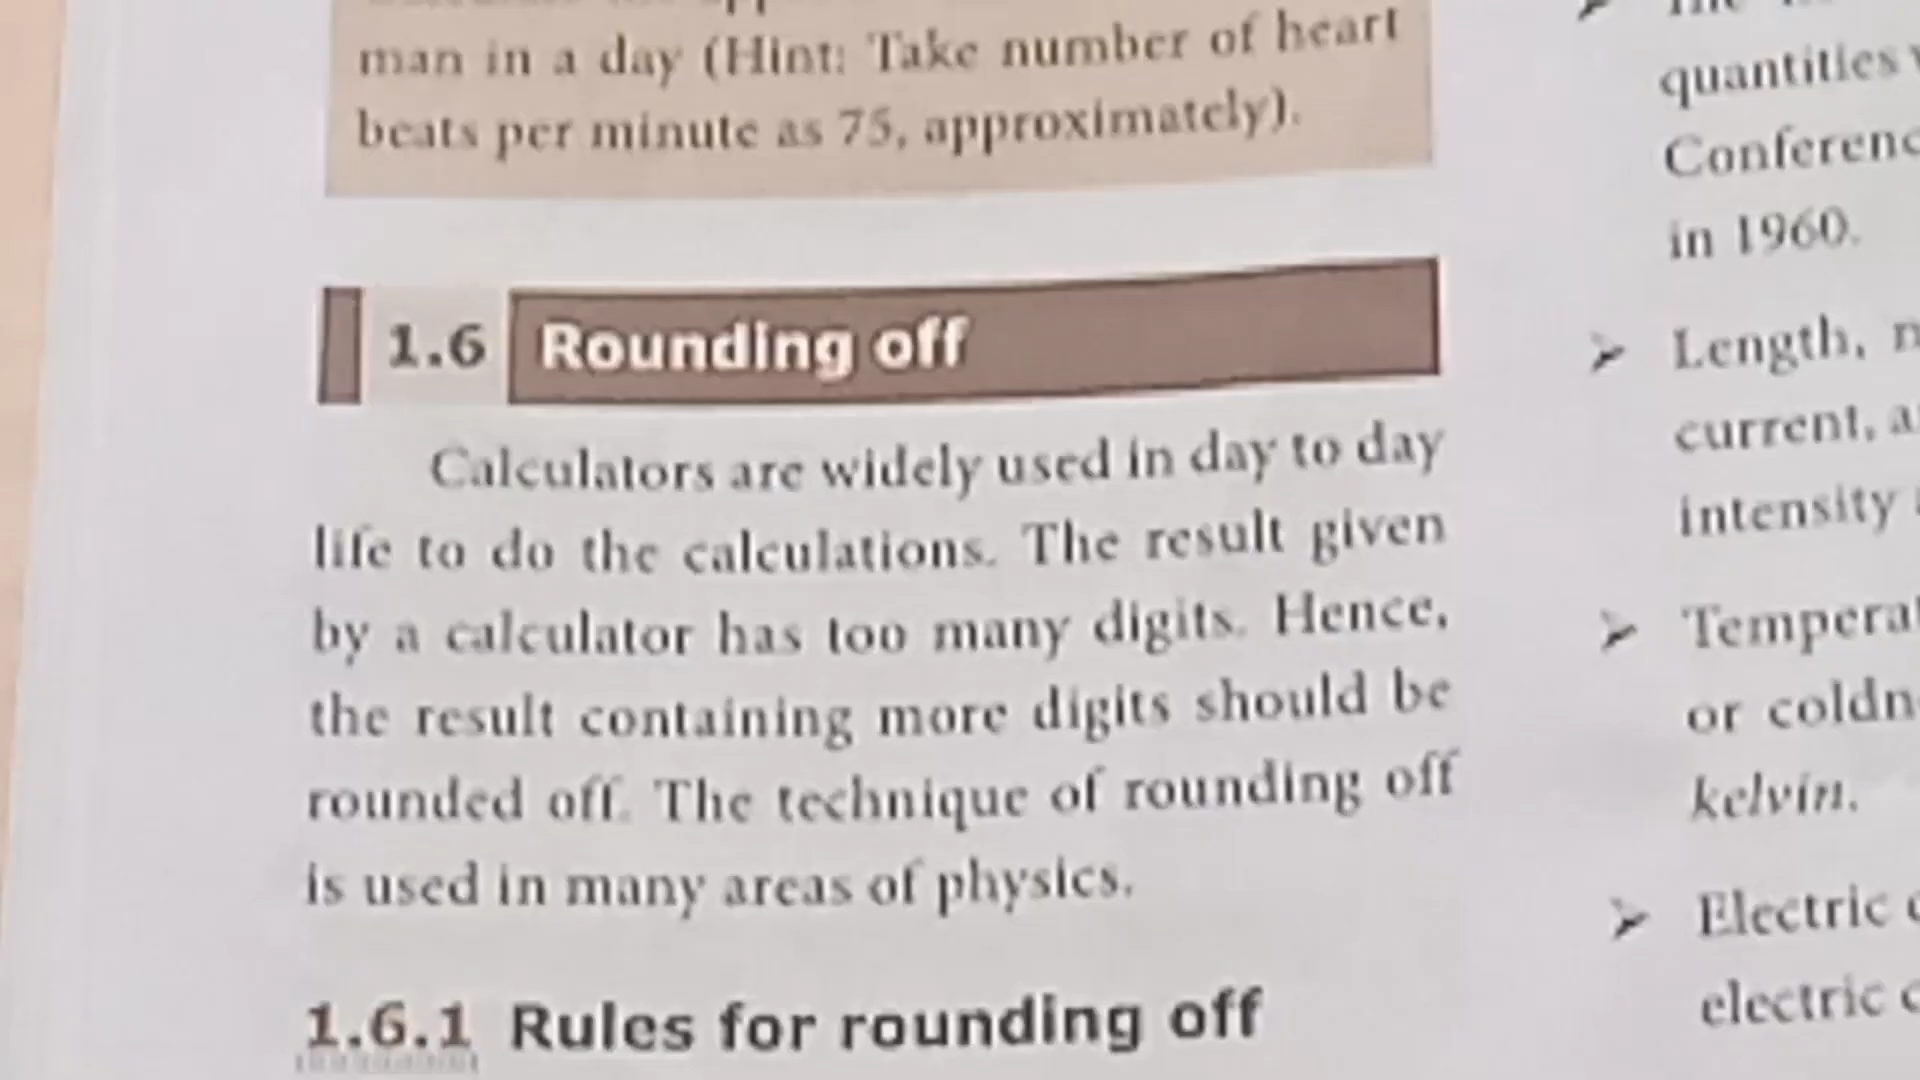 man in a day (Hint: Take number of heart
beats per minute as 75, approximately).
1.6 Rounding off
Calculators are widely used in day to day
life to do the calculations. The result given
by a calculator has too many digits. Hence,
the result containing more digits should be
rounded off. The technique of rounding off
is used in many areas of physics.
1.6.1 Rules for rounding off
quantities
in 1960.
➢ Length,
current,
intensity
➢
or
kelvin.
➢ Electric
electric